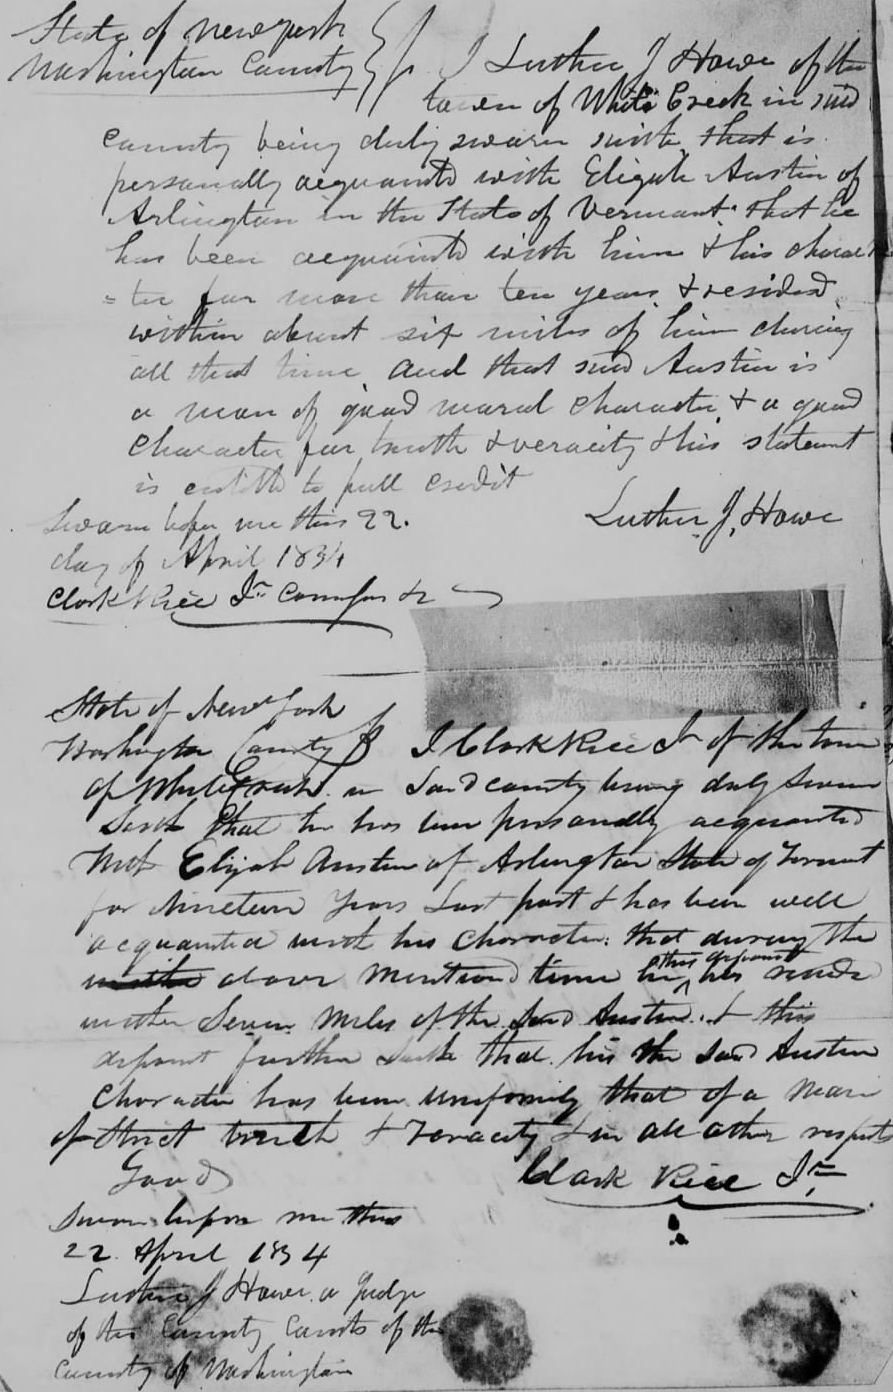 State of New york
Washington County } ss I Luther J Howe of the
town of White Creek in said
county being duly sworn saith that is
personally acquaintd with Eligah Austin of
Arlington in the State of Vermont that he
has been acquaintd with him & his charac
=ter for more than ten years & resided
within about six miles of him during
all that time and that said Austin is
a man of good moral character & a good
character for truth & veracity & his statement
is entitld to full credit
Sworn before me this 22.
Luther J, Howe
day of April 1834
Clark Rice Jr
State of New York
Washington County ss I Clark Rice Jr of the town
of White Creek in Said county being duly Sworn
Saith that he has been personally acquainted
with Elijah Austin of Arlington State of Vermont
for Nineteen Years Last past & has been well
acquainted with his Character: that during the
above Mentiond time this deponent has resided
within Seven Miles of the Said Austin. & this
deponent further Saith that his the Said Austin
Character has been Uniformly that of a Man
of Strict truth & Veracity & in all other respects
Good
Clark Rice Jr
Sworn before me this
22 April 1834
Luther J Howe a Judge
of the County Courts of the
County of Washington